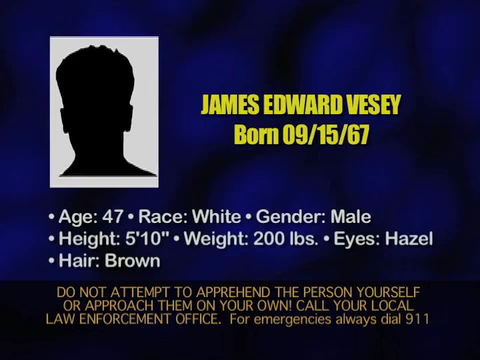 JAMES EDWARD VESEY
Born 09/15/67
• Age: 47 • Race: White • Gender: Male
• Height: 5'10" • Weight: 200 lbs. • Eyes: Hazel
• Hair: Brown
DO NOT ATTEMPT TO APPREHEND THE PERSON YOURSELF
OR APPROACH THEM ON YOUR OWN! CALL YOUR LOCAL
LAW ENFORCEMENT OFFICE.  For emergencies always dial 911